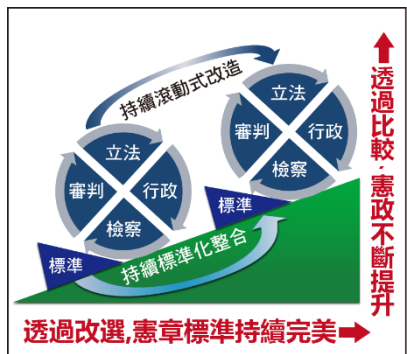 持續滾動式改造
立法
審判
行政
檢察
標準
立法
審判
行政
檢察
標準
持續標準化整合
透過比較，憲政不斷提升
透過改選,憲章標準持續完美